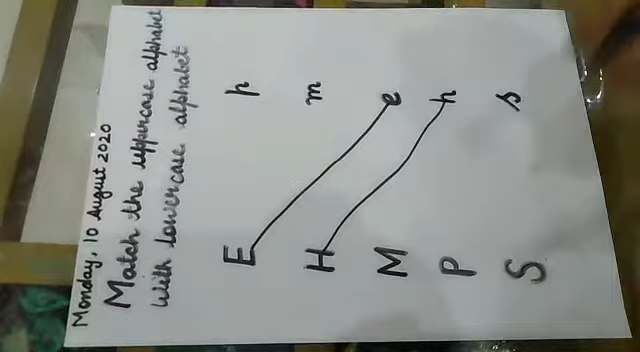 Monday, 10 August 2020
Match the uppercase alphabet
with lowercase alphabet
E p
H m
M e
P h
S s